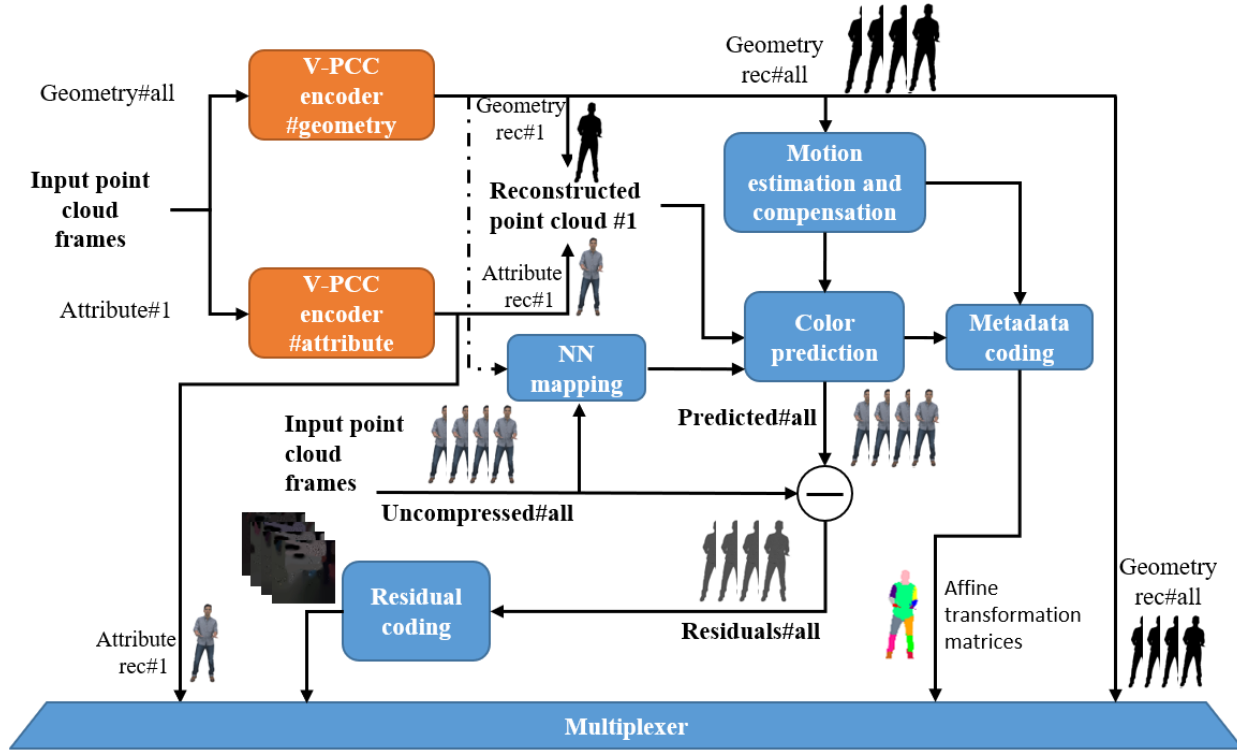 Geometry#all
V-PCC
encoder
#geometry
Geometry
rec#all
Geometry
rec#1
Motion
estimation and
compensation
Input point
cloud
frames
Reconstructed
point cloud #1
Attribute#1
V-PCC
encoder
#attribute
Attribute
rec#1
Color
prediction
Metadata
coding
NN
mapping
Predicted#all
Input point
cloud
frames
Uncompressed#all
Residual
coding
Residuals#all
Affine
transformation
matrices
Geometry
rec#all
Attribute
rec#1
Multiplexer